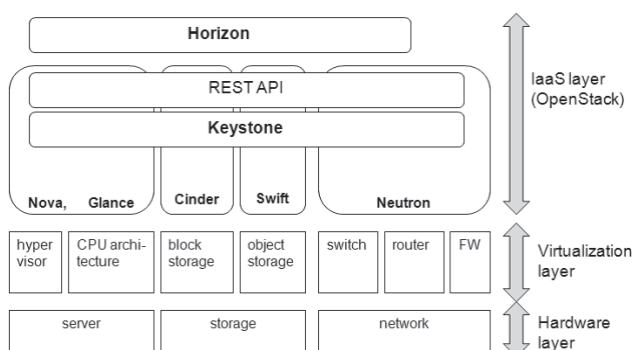 Horizon
REST API
Keystone
IaaS layer
(OpenStack)
Nova, Glance Cinder Swift Neutron
hyper
visor
CPU archi-
tecture
block
storage
object
storage
switch
router
FW
Virtualization
layer
server
storage
network
Hardware
layer